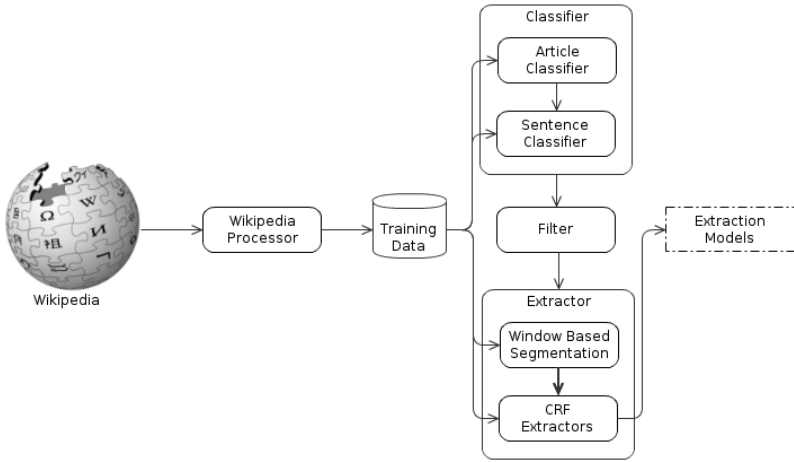 Classifier
Article
Classifier
Sentence
Classifier
Ω
W
И
祖
Wikipedia
Wikipedia
Processor
Training
Data
Filter
Extraction
Models
Extractor
Window Based
Segmentation
CRF
Extractors